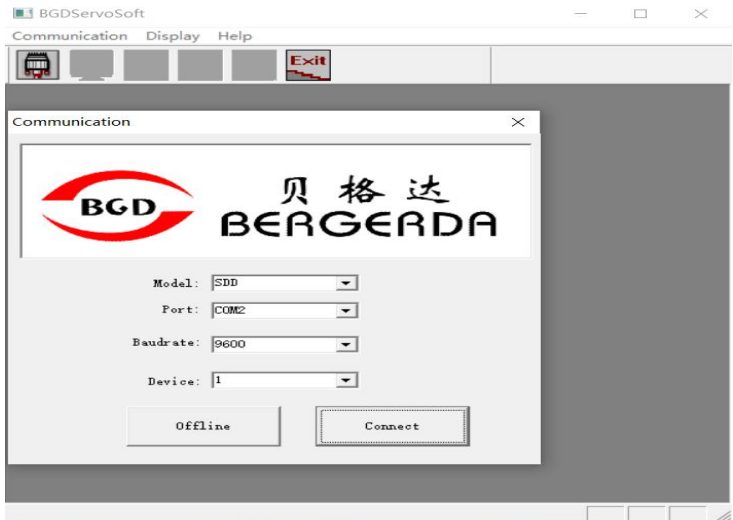 BGDServoSoft
Communication Display Help
Exit
Communication
BGD
贝格达
BERGERDA
Model: SDD
Port: COM2
Baudrate: 9600
Device: 1
Offline Connect